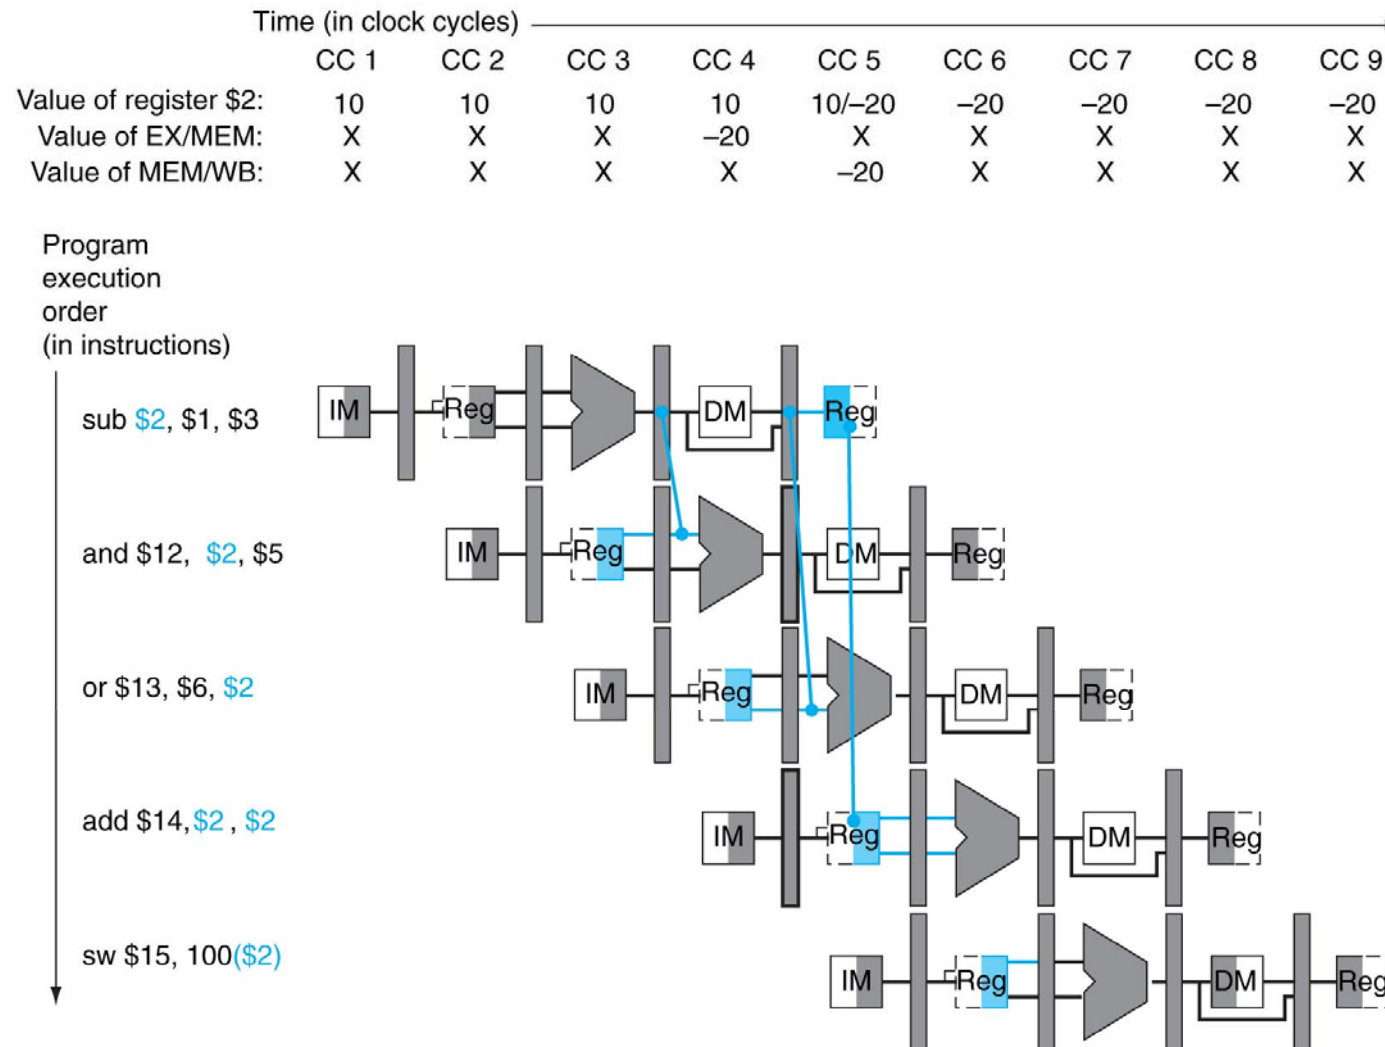 Time (in clock cycles)
CC 1 CC 2 CC 3 CC 4 CC 5 CC 6 CC 7 CC 8 CC 9
Value of register $2: 10 10 10 10 10/–20 –20 –20 –20 –20
Value of EX/MEM: X X X –20 X X X X X
Value of MEM/WB: X X X X –20 X X X X
Program
execution
order
(in instructions)
sub $2, $1, $3 IM Reg DM Reg
and $12, $2, $5 IM Reg DM Reg
or $13, $6, $2 IM Reg DM Reg
add $14,$2 , $2 IM Reg DM Reg
sw $15, 100($2) IM Reg DM Reg